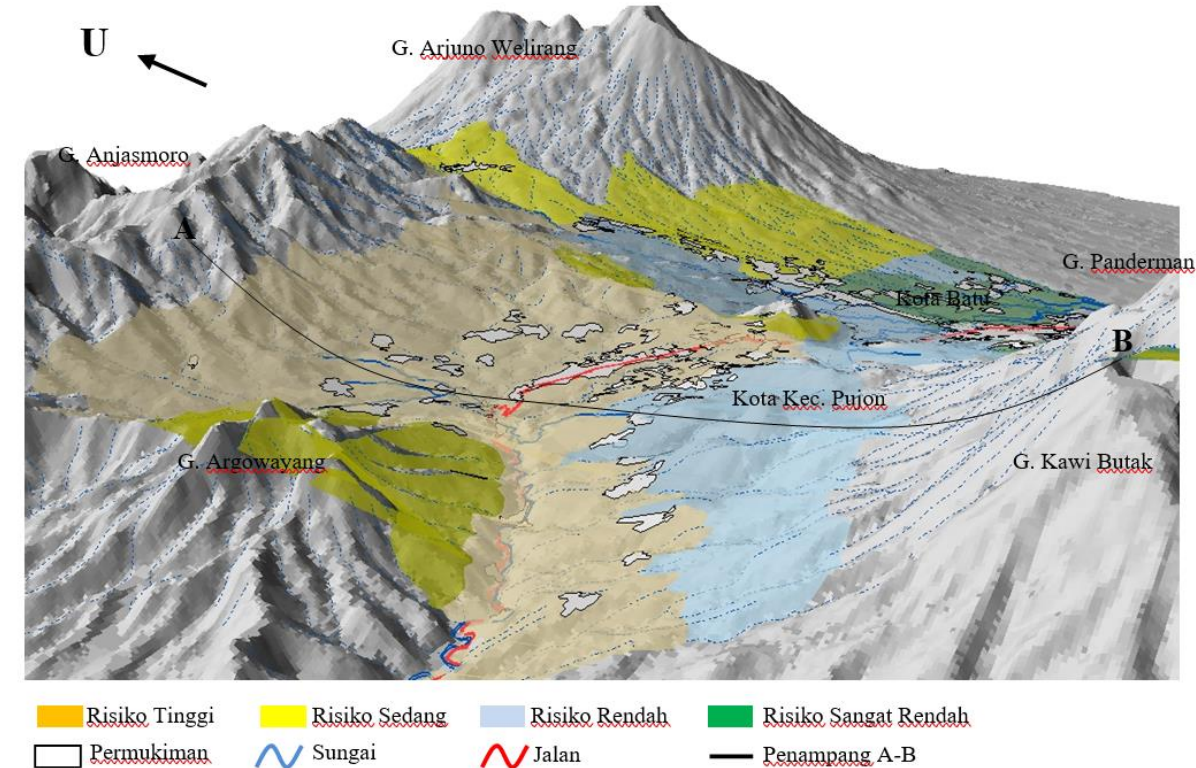 U
G. Arjuno Welirang
G. Anjasmoro
A
G. Panderman
Kota Batu
B
Kota Kec. Pujon
G. Argowayang
G. Kawi Butak
Risiko Tinggi
Risiko Sedang
Risiko Rendah
Risiko Sangat Rendah
Permukiman
Sungai
Jalan
Penampang A-B